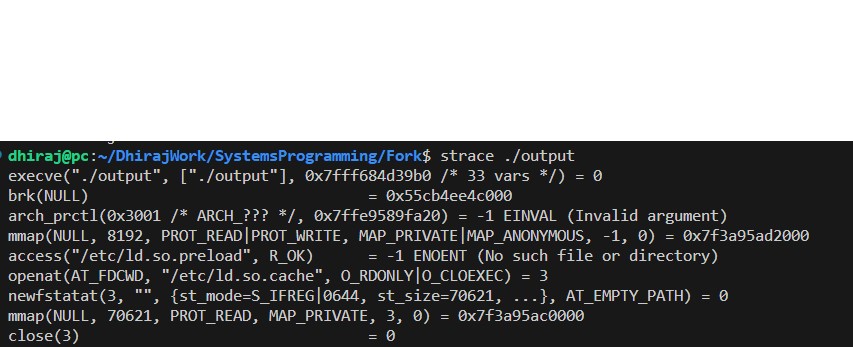 dhiraj@pc:~/DhirajWork/SystemsProgramming/Fork$ strace ./output
execve("./output", ["./output"], 0x7fff684d39b0 /* 33 vars */) = 0
brk(NULL)                               = 0x55cb4ee4c000
arch_prctl(0x3001 /* ARCH_??? */, 0x7ffe9589fa20) = -1 EINVAL (Invalid argument)
mmap(NULL, 8192, PROT_READ|PROT_WRITE, MAP_PRIVATE|MAP_ANONYMOUS, -1, 0) = 0x7f3a95ad2000
access("/etc/ld.so.preload", R_OK)      = -1 ENOENT (No such file or directory)
openat(AT_FDCWD, "/etc/ld.so.cache", O_RDONLY|O_CLOEXEC) = 3
newfstatat(3, "", {st_mode=S_IFREG|0644, st_size=70621, ...}, AT_EMPTY_PATH) = 0
mmap(NULL, 70621, PROT_READ, MAP_PRIVATE, 3, 0) = 0x7f3a95ac0000
close(3)                                = 0